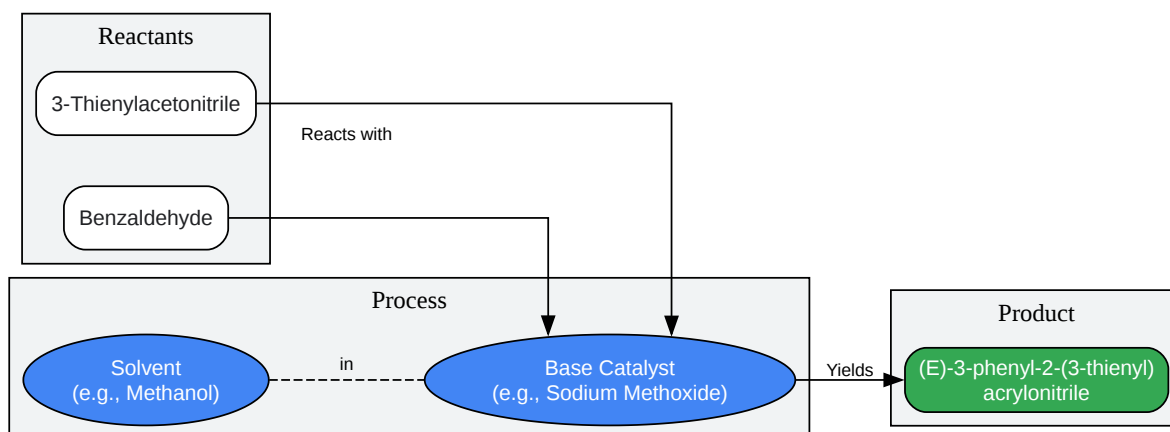 Reactants
3-Thienylacetonitrile
Reacts with
Benzaldehyde
Process
Solvent
(e.g., Methanol)
in
Base Catalyst
(e.g., Sodium Methoxide)
Yields
Product
(E)-3-phenyl-2-(3-thienyl)
acrylonitrile